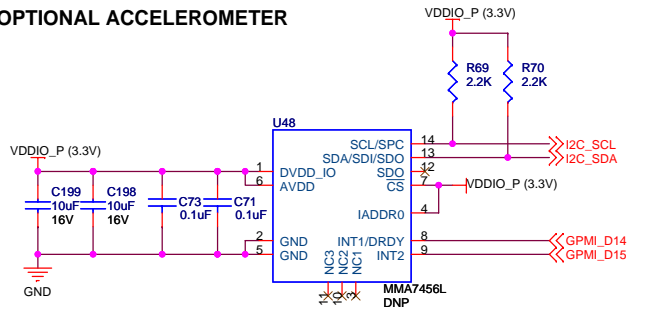 OPTIONAL ACCELEROMETER
VDDIO_P (3.3V)
R69
2.2K
R70
2.2K
U48
VDDIO_P (3.3V)
C199
10uF
16V
C198
10uF
16V
C73
0.1uF
C71
0.1uF
1
DVDD_IO
6
AVDD
2
GND
5
GND
SCL/SPC
14
I2C_SCL
SDA/SDI/SDO
13
I2C_SDA
SDO
12
CS
7
VDDIO_P (3.3V)
IADDR0
4
INT1/DRDY
8
GPMI_D14
INT2
9
GPMI_D15
NC3
NC2
NC1
11
10
3
MMA7456L
DNP
GND